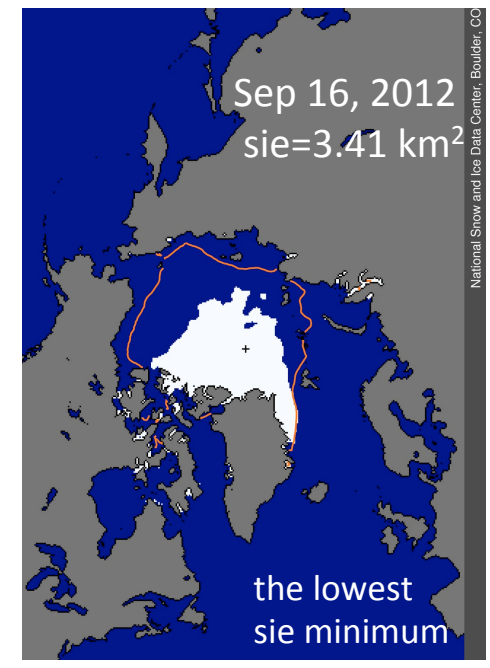 Sep 16, 2012
sie=3.41 km²
National Snow and Ice Data Center, Boulder, CO
the lowest
sie minimum